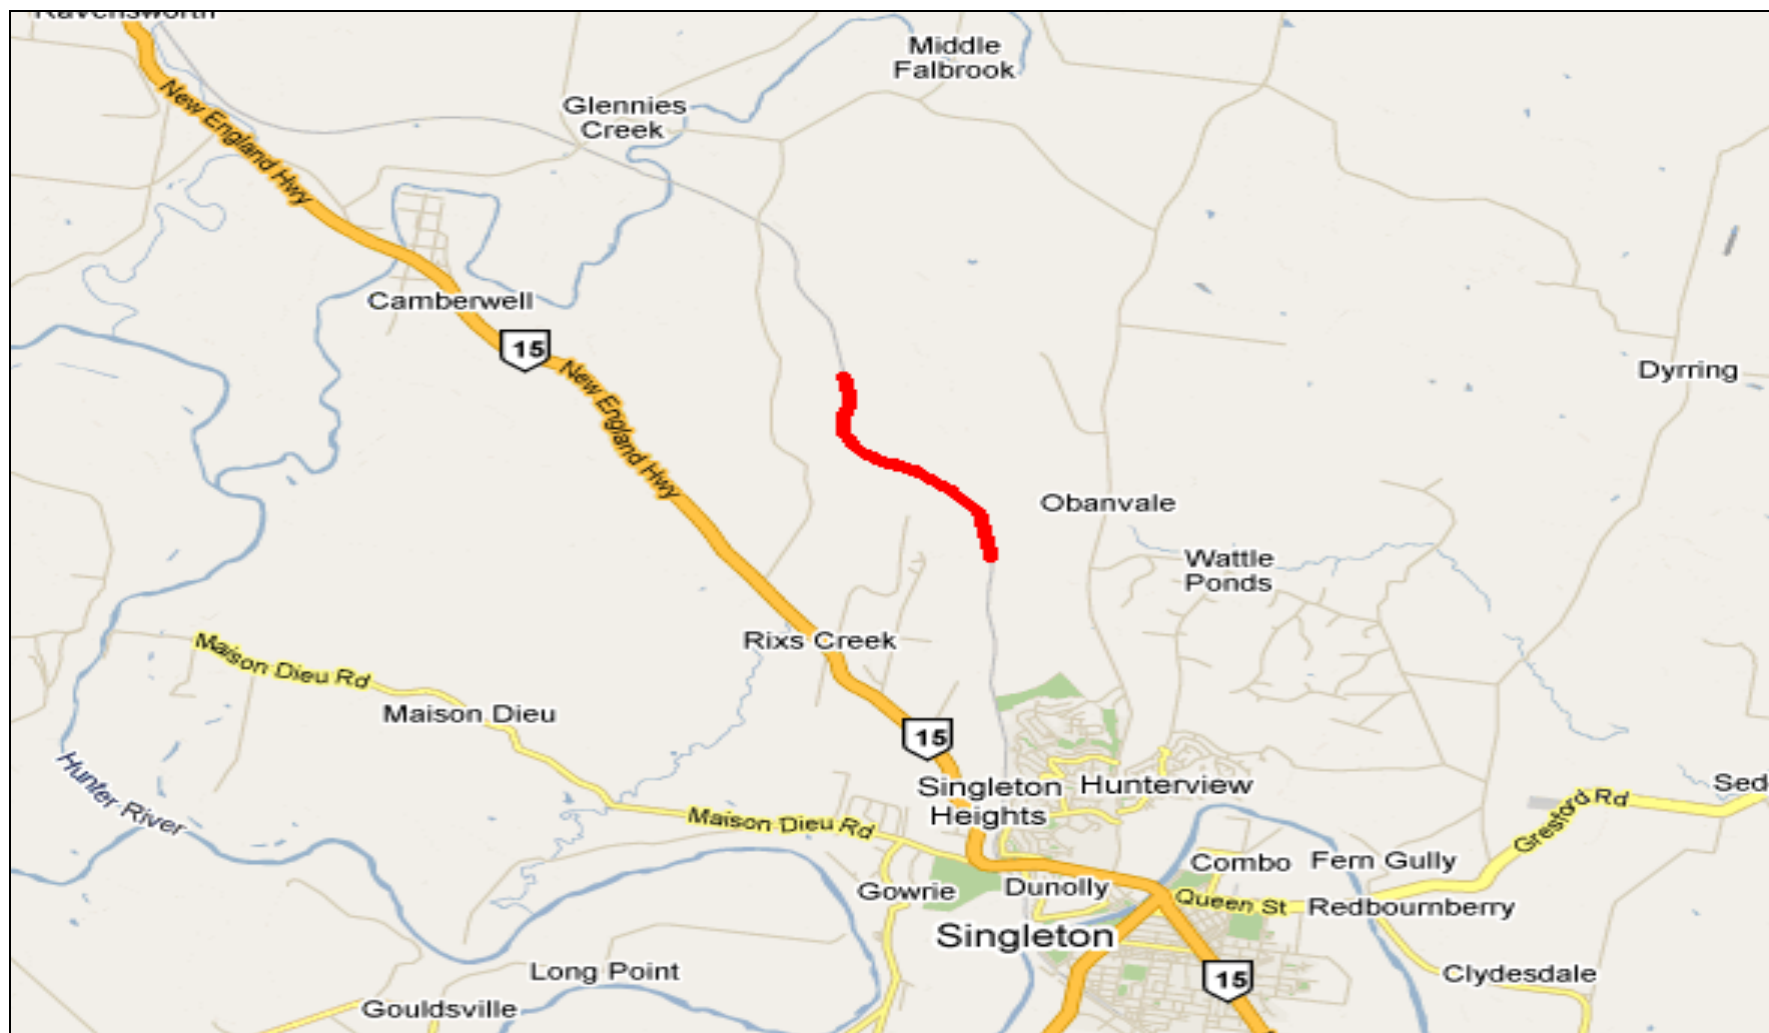 Ravensworth
Middle
Falbrook
Glennies
Creek
New England Hwy
Camberwell
15
New England Hwy
Dyrring
Obanvale
Wattle
Ponds
Rixs Creek
Maison Dieu Rd
Maison Dieu
15
Hunter River
Singleton
Heights
Hunterview
Maison Dieu Rd
Gresford Rd
Combo
Fern Gully
Gowrie
Dunolly
Queen St
Redbournberry
Singleton
Long Point
15
Clydesdale
Gouldsville